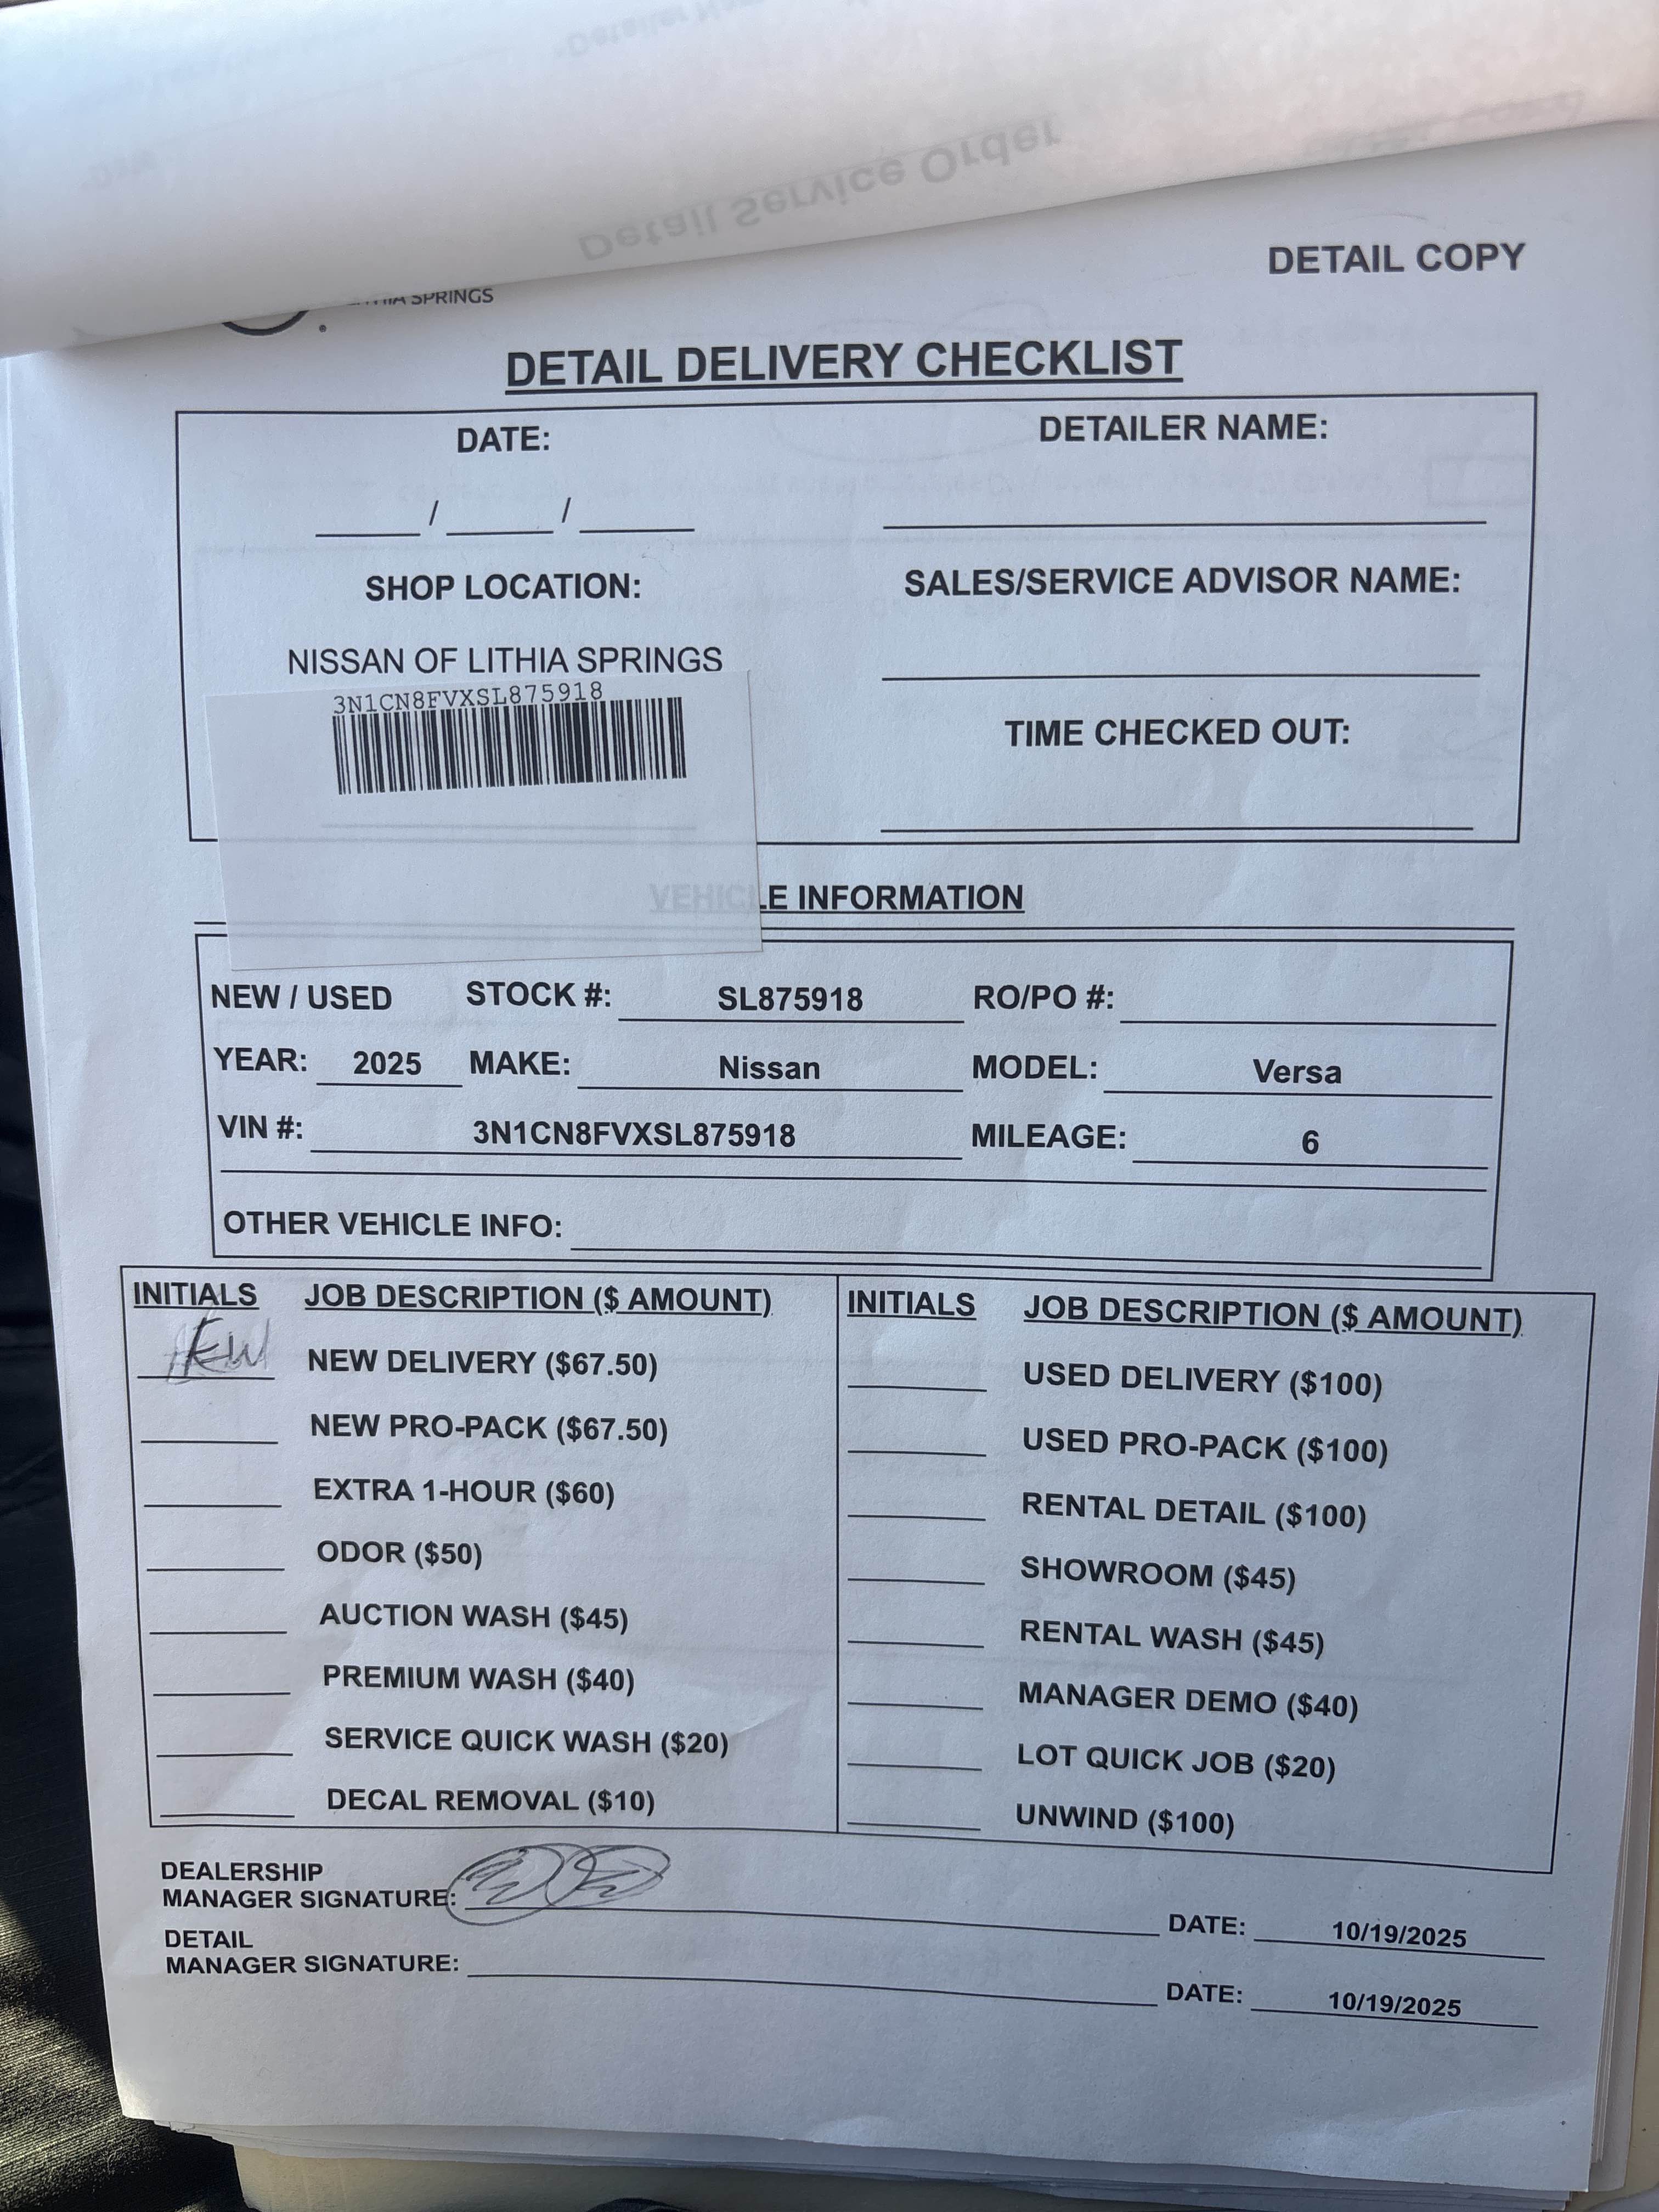 Detail Service Order
DETAIL COPY
SPRINGS
DETAIL DELIVERY CHECKLIST
DATE:
DETAILER NAME:
/ /
SHOP LOCATION:
SALES/SERVICE ADVISOR NAME:
NISSAN OF LITHIA SPRINGS
3N1CN8FVXSL875918
TIME CHECKED OUT:
VEHICLE INFORMATION
NEW / USED STOCK #: SL875918 RO/PO #:
YEAR: 2025 MAKE: Nissan MODEL: Versa
VIN #: 3N1CN8FVXSL875918 MILEAGE: 6
OTHER VEHICLE INFO:
INITIALS JOB DESCRIPTION ($ AMOUNT)
KW NEW DELIVERY ($67.50)
NEW PRO-PACK ($67.50)
EXTRA 1-HOUR ($60)
ODOR ($50)
AUCTION WASH ($45)
PREMIUM WASH ($40)
SERVICE QUICK WASH ($20)
DECAL REMOVAL ($10)
INITIALS JOB DESCRIPTION ($ AMOUNT)
USED DELIVERY ($100)
USED PRO-PACK ($100)
RENTAL DETAIL ($100)
SHOWROOM ($45)
RENTAL WASH ($45)
MANAGER DEMO ($40)
LOT QUICK JOB ($20)
UNWIND ($100)
DEALERSHIP
MANAGER SIGNATURE: DATE: 10/19/2025
DETAIL
MANAGER SIGNATURE: DATE: 10/19/2025